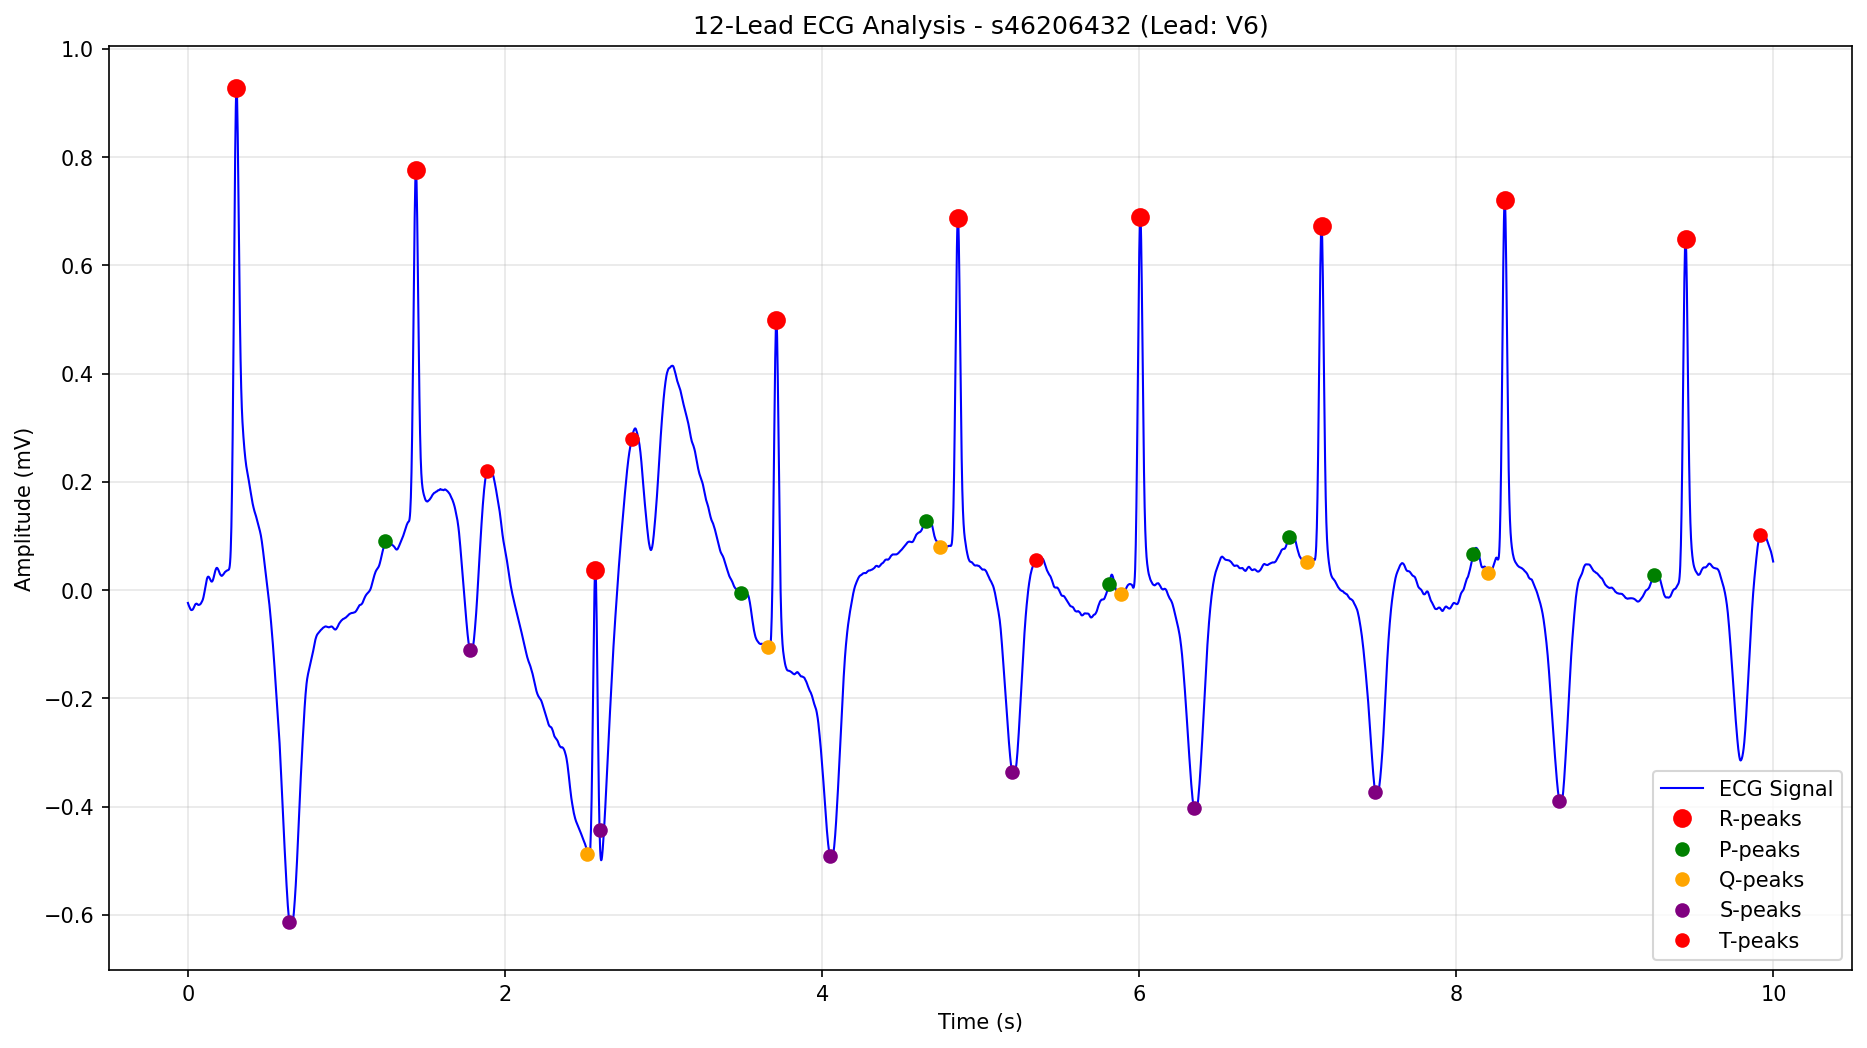 12-Lead ECG Analysis - s46206432 (Lead: V6)
Amplitude (mV)
1.0
0.8
0.6
0.4
0.2
0.0
−0.2
−0.4
−0.6
ECG Signal
R-peaks
P-peaks
Q-peaks
S-peaks
T-peaks
0 2 4 6 8 10
Time (s)